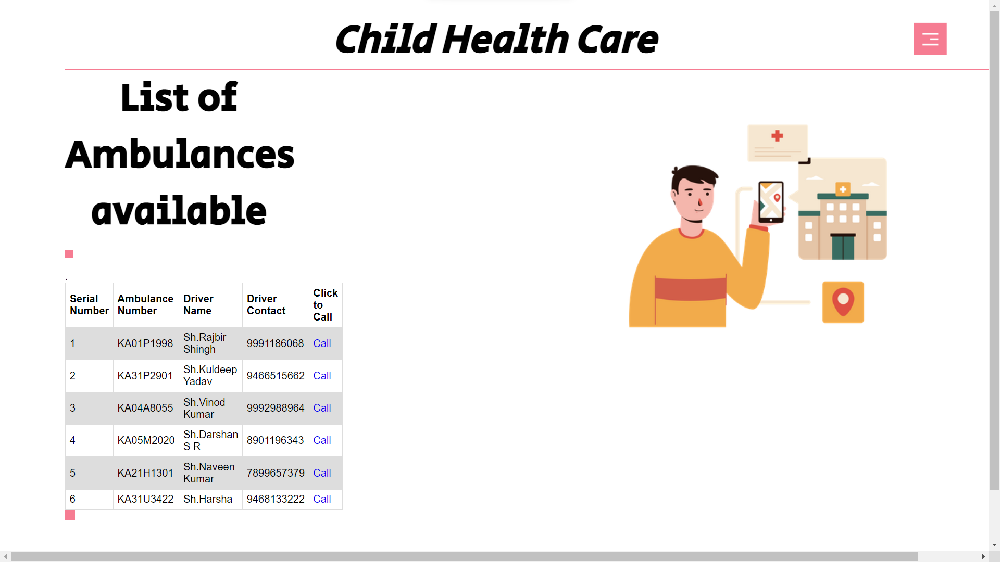 Child Health Care
List of
Ambulances
available
.
Serial Number Ambulance Number Driver Name Driver Contact Click to Call
1 KA01P1998 Sh.Rajbir Shingh 9991186068 Call
2 KA31P2901 Sh.Kuldeep Yadav 9466515662 Call
3 KA04A8055 Sh.Vinod Kumar 9992988964 Call
4 KA05M2020 Sh.Darshan S R 8901196343 Call
5 KA21H1301 Sh.Naveen Kumar 7899657379 Call
6 KA31U3422 Sh.Harsha 9468133222 Call